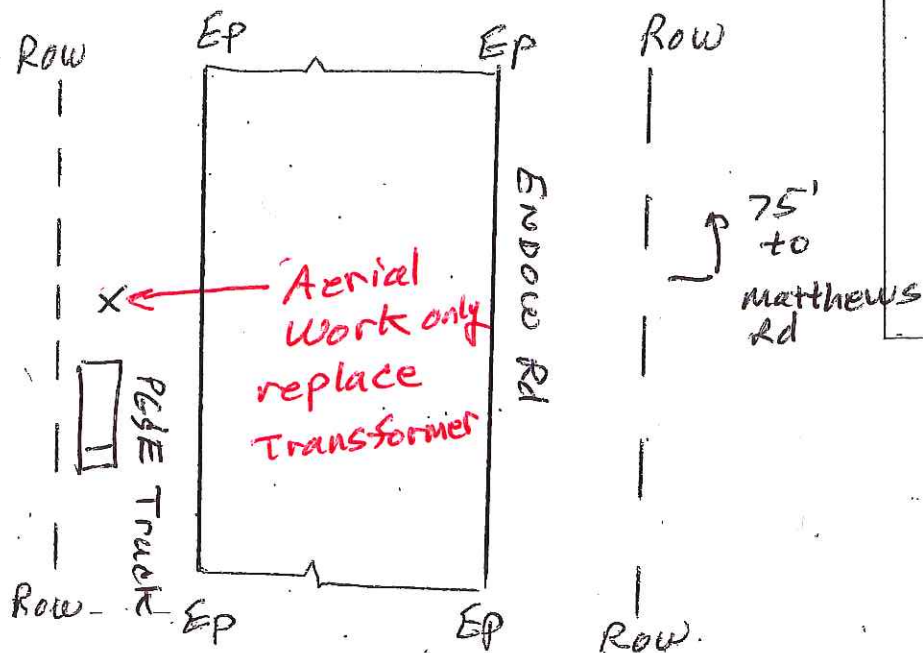 Row
Ep
Ep
Row
Endow Rd
75'
to
Matthews
Rd
X
Aerial
Work only
replace
Transformer
PG&E Truck
Row
Ep
Ep
Row